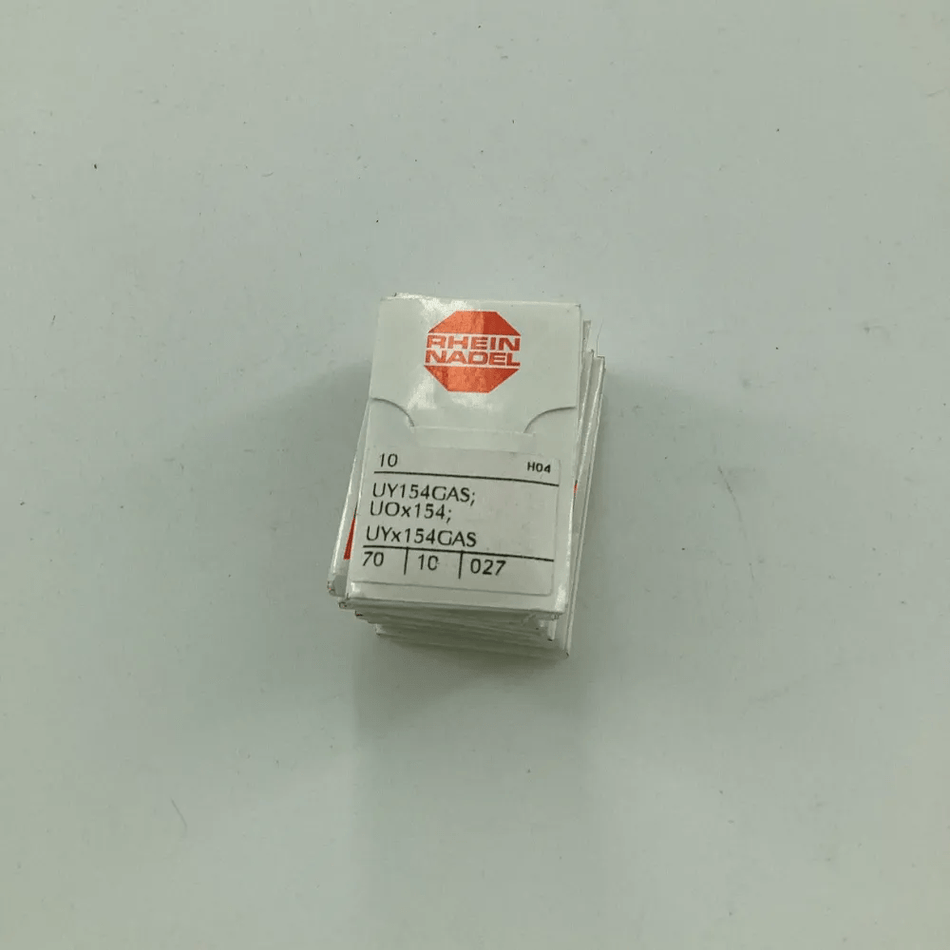 RHEIN
NADEL
10 H04
UY154GAS;
UOx154;
UYx154GAS
70 | 10 | 027